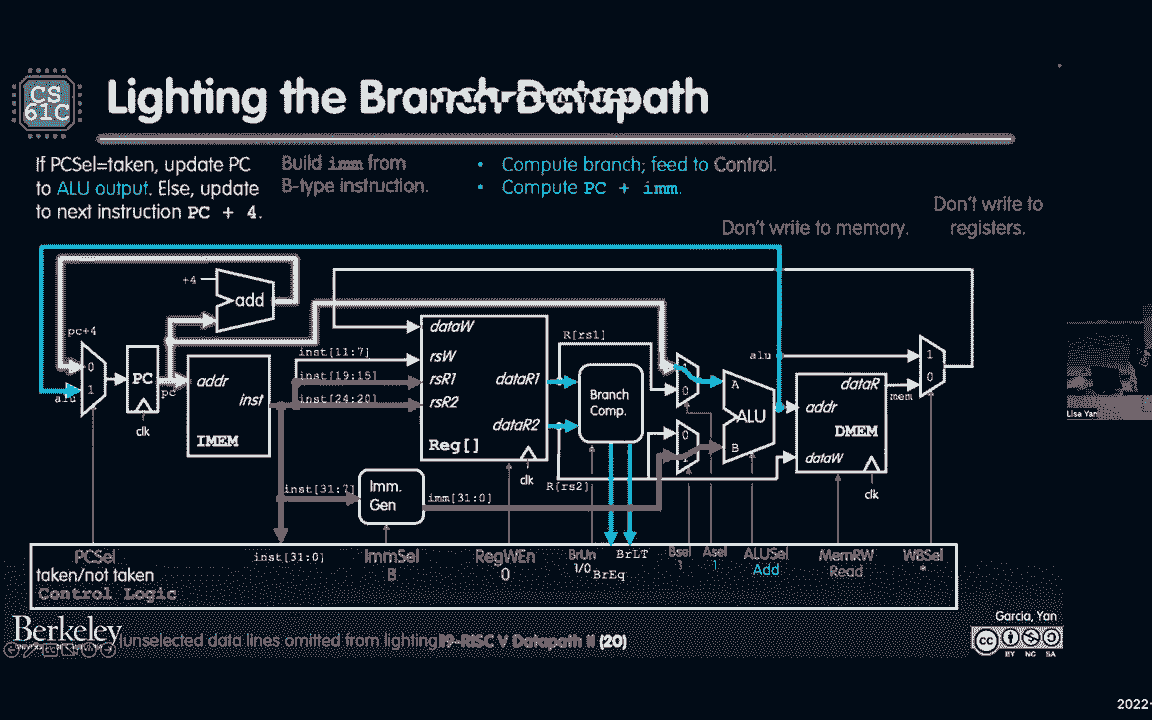 CS
61C
Lighting the Branch Datapath
If PCSel=taken, update PC
to ALU output. Else, update
to next instruction PC + 4.
Build imm from
B-type instruction.
• Compute branch; feed to Control.
• Compute PC + imm.
Don't write to memory.
Don't write to
registers.
+4
add
pc+4
0
1
alu
PC
pc
clk
addr
inst
IMEM
inst[11:7]
inst[19:15]
inst[24:20]
inst[31:7]
dataW
rsW
rsR1
rsR2
dataR1
dataR2
Reg[]
clk
Imm.
Gen
imm[31:0]
R[rs1]
R[rs2]
Branch
Comp.
0
0
A
ALU
B
alu
addr
dataR
DMEM
dataW
clk
mem
1
0
PCSel
taken/not taken
Control Logic
inst[31:0]
ImmSel
B
RegWEn
0
BrUn
1/0
BrEq
BrLT
Bsel
1
Asel
1
ALUSel
Add
MemRW
Read
WBSel
*
Berkeley
unselected data lines omitted from lighting
19-RISC V Datapath II (20)
Garcia, Yan
cc
BY NC SA
Lisa Yan
2022-